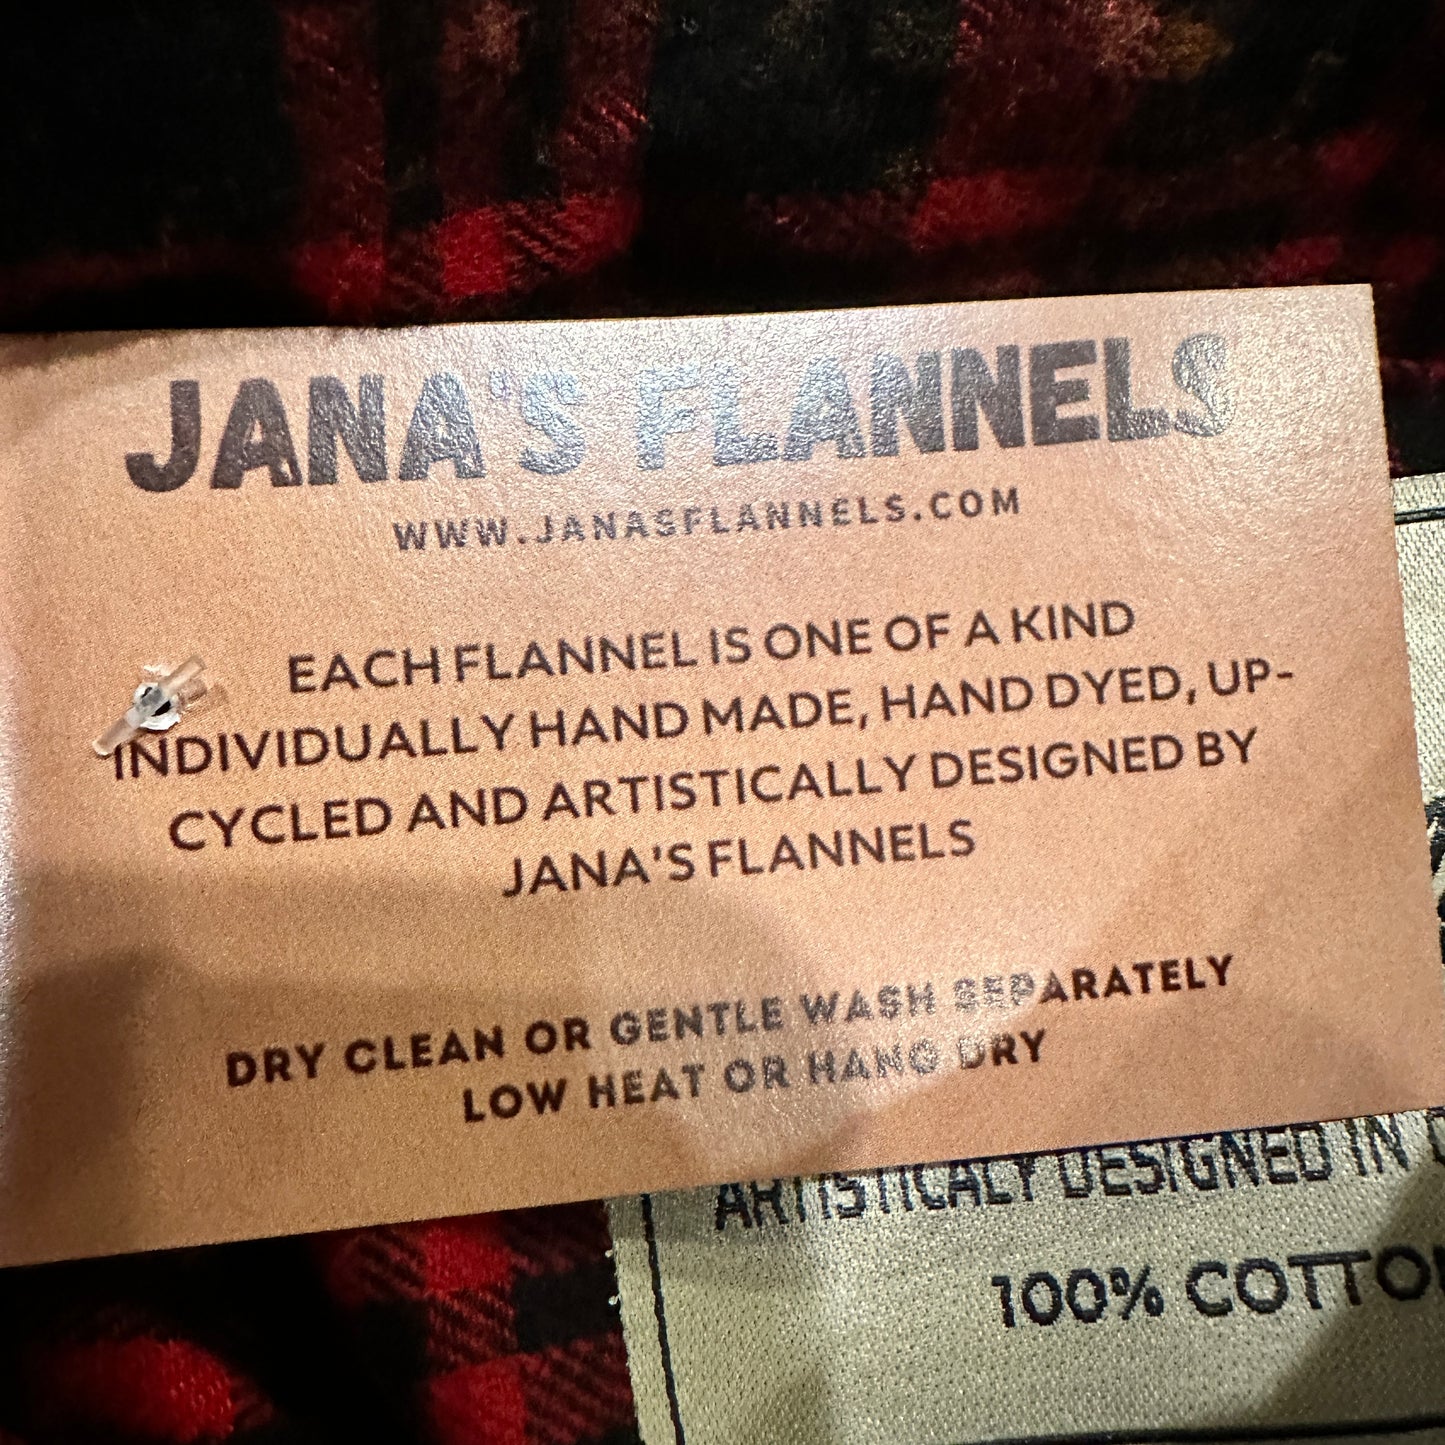 JANA'S FLANNELS
WWW.JANASFLANNELS.COM
EACH FLANNEL IS ONE OF A KIND
INDIVIDUALLY HAND MADE, HAND DYED, UP-
CYCLED AND ARTISTICALLY DESIGNED BY
JANA'S FLANNELS
DRY CLEAN OR GENTLE WASH SEPARATELY
LOW HEAT OR HANG DRY
ARTISTICALY DESIGNED IN
100% COTTON